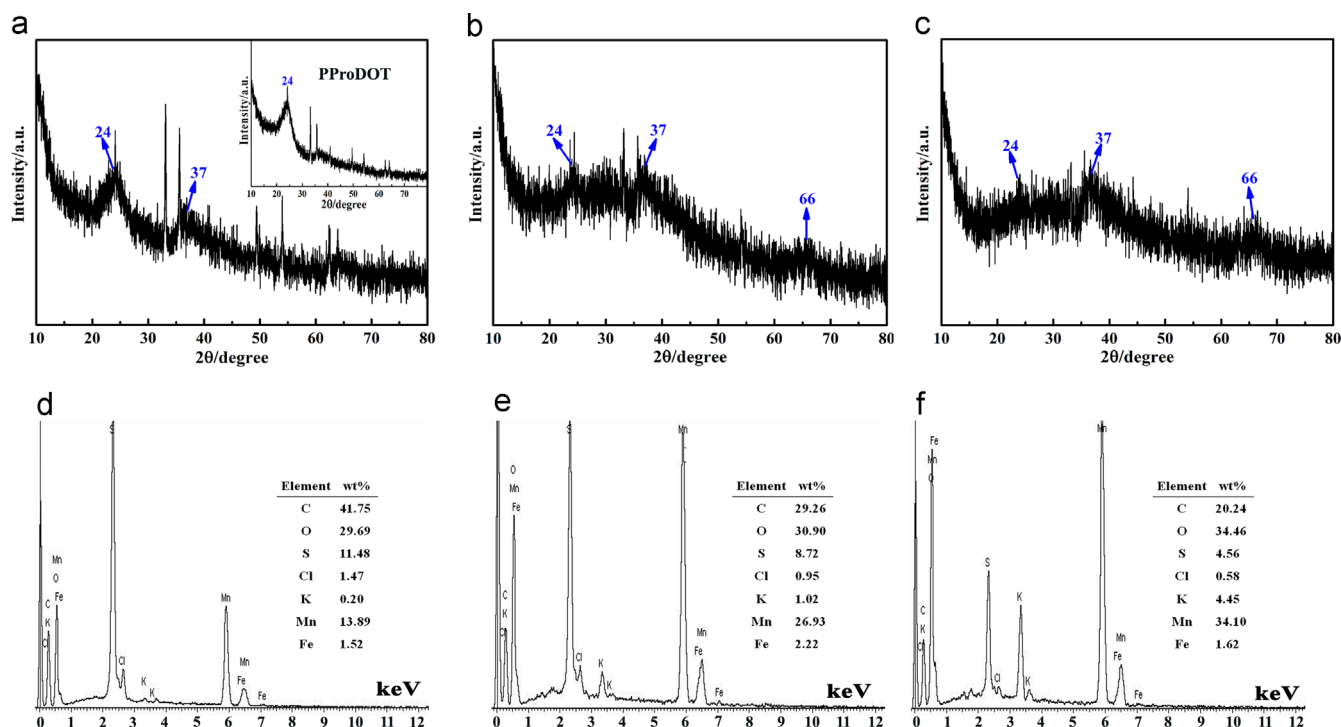 a
Intensity/a.u.
24
37
10 20 30 40 50 60 70 80
2θ/degree
PProDOT
24
Intensity/a.u.
10 20 30 40 50 60 70
2θ/degree
b
Intensity/a.u.
24
37
66
10 20 30 40 50 60 70 80
2θ/degree
c
Intensity/a.u.
24
37
66
10 20 30 40 50 60 70 80
2θ/degree
d
S
Mn
O
Fe
C
K
Cl
Cl
K
K
Mn
Mn
Fe
Fe
Element wt%
C 41.75
O 29.69
S 11.48
Cl 1.47
K 0.20
Mn 13.89
Fe 1.52
keV
0 1 2 3 4 5 6 7 8 9 10 11 12
e
S
O
Mn
Fe
C
K
Cl
Cl
K
K
Mn
Mn
Fe
Fe
Element wt%
C 29.26
O 30.90
S 8.72
Cl 0.95
K 1.02
Mn 26.93
Fe 2.22
keV
0 1 2 3 4 5 6 7 8 9 10 11 12
f
Fe
Mn
O
C
K
Cl
S
Cl
K
K
Mn
Mn
Fe
Fe
Element wt%
C 20.24
O 34.46
S 4.56
Cl 0.58
K 4.45
Mn 34.10
Fe 1.62
keV
0 1 2 3 4 5 6 7 8 9 10 11 12